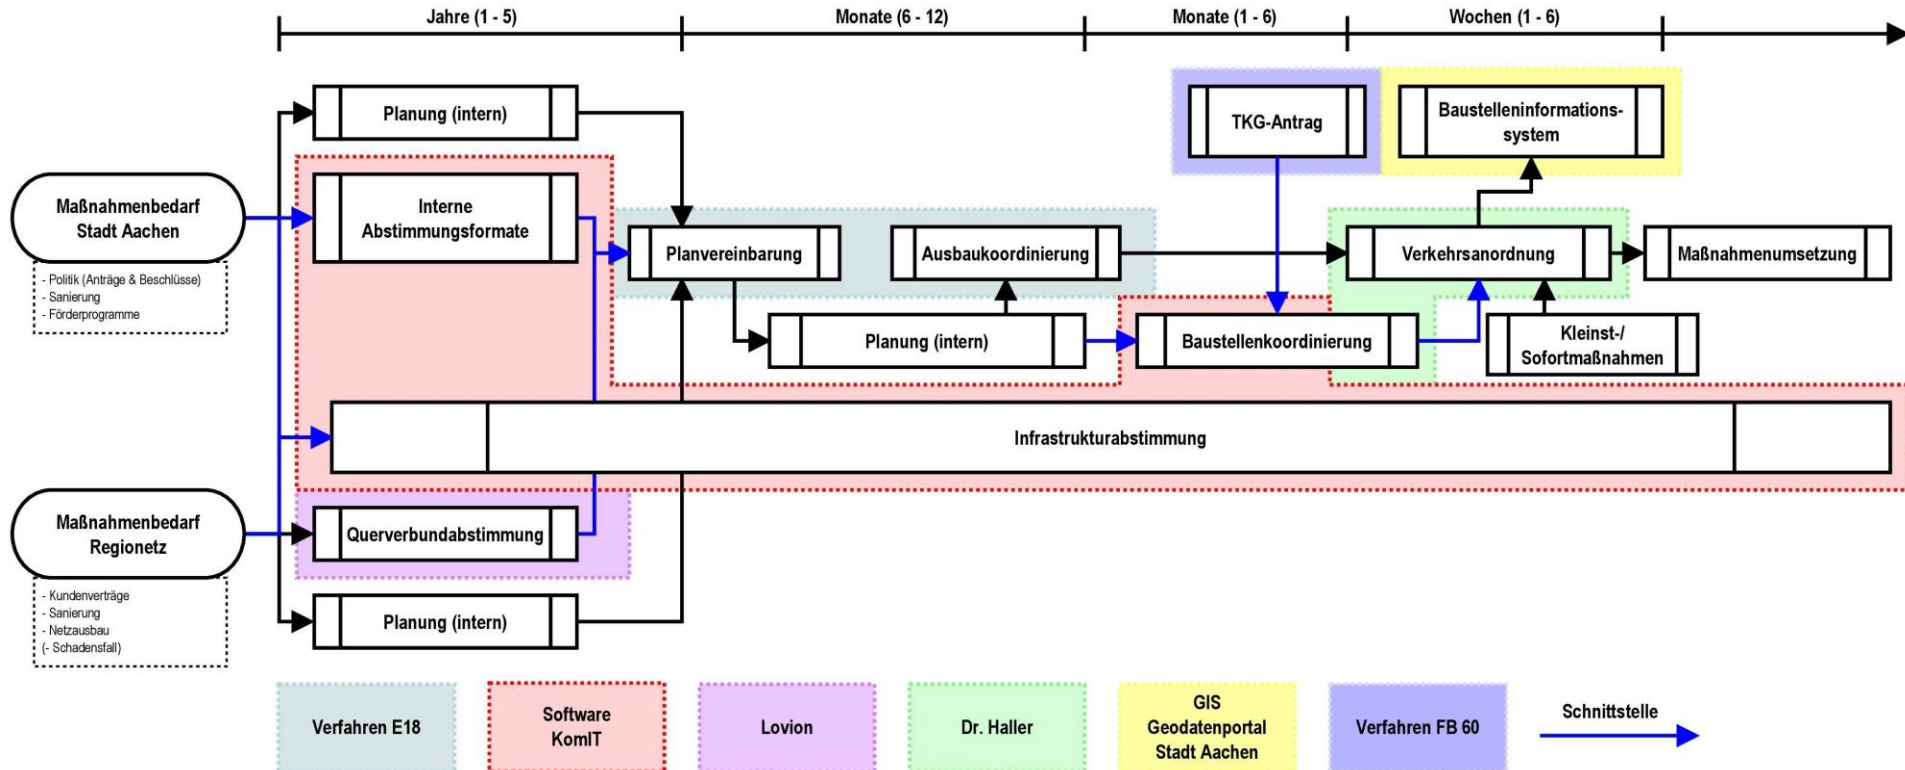 Jahre (1 - 5)
Monate (6 - 12)
Monate (1 - 6)
Wochen (1 - 6)
Planung (intern)
TKG-Antrag
Baustelleninformations-
system
Maßnahmenbedarf
Stadt Aachen
- Politik (Anträge & Beschlüsse)
- Sanierung
- Förderprogramme
Interne
Abstimmungsformate
Planvereinbarung
Ausbaukoordinierung
Verkehrsanordnung
Maßnahmenumsetzung
Planung (intern)
Baustellenkoordinierung
Kleinst-/
Sofortmaßnahmen
Infrastrukturabstimmung
Maßnahmenbedarf
Regionetz
- Kundenverträge
- Sanierung
- Netzausbau
(- Schadensfall)
Querverbundabstimmung
Planung (intern)
Verfahren E18
Software
KomIT
Lovion
Dr. Haller
GIS
Geodatenportal
Stadt Aachen
Verfahren FB 60
Schnittstelle